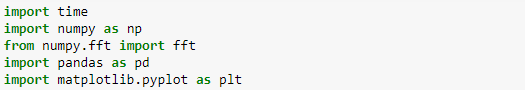 import time
import numpy as np
from numpy.fft import fft
import pandas as pd
import matplotlib.pyplot as plt